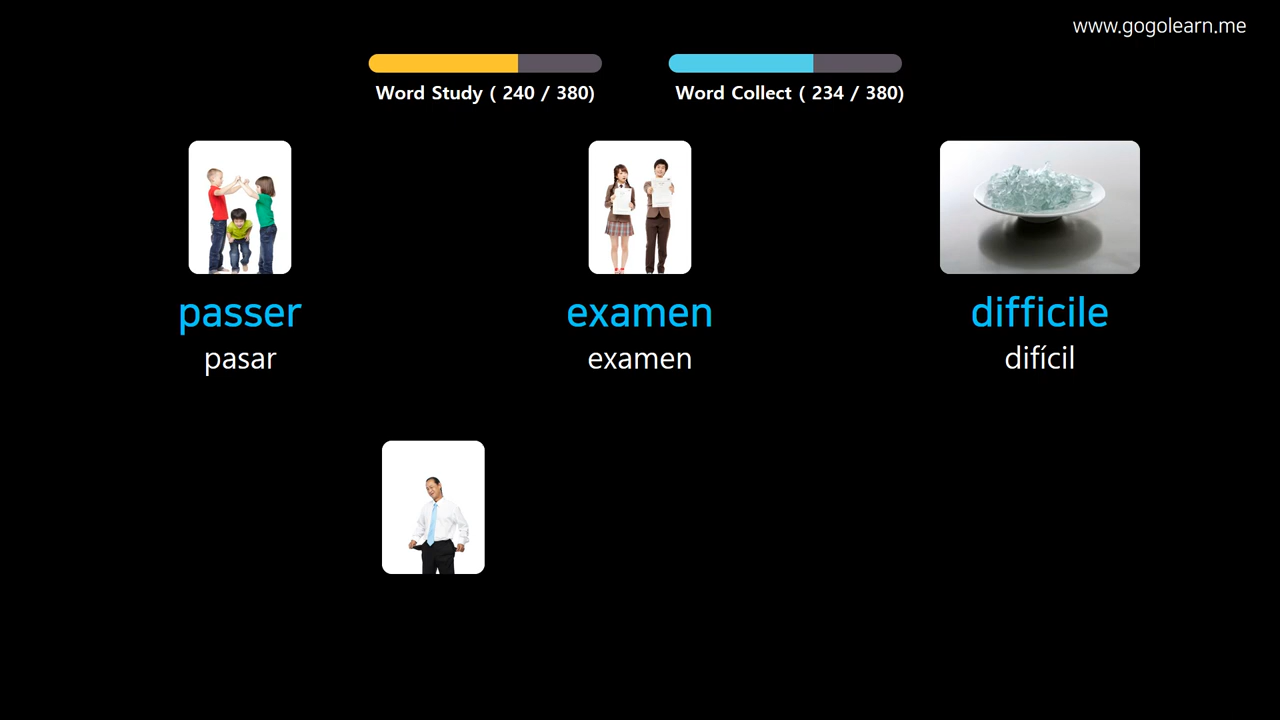 www.gogolearn.me
Word Study ( 240 / 380)
Word Collect ( 234 / 380)
passer
examen
difficile
pasar
examen
difícil